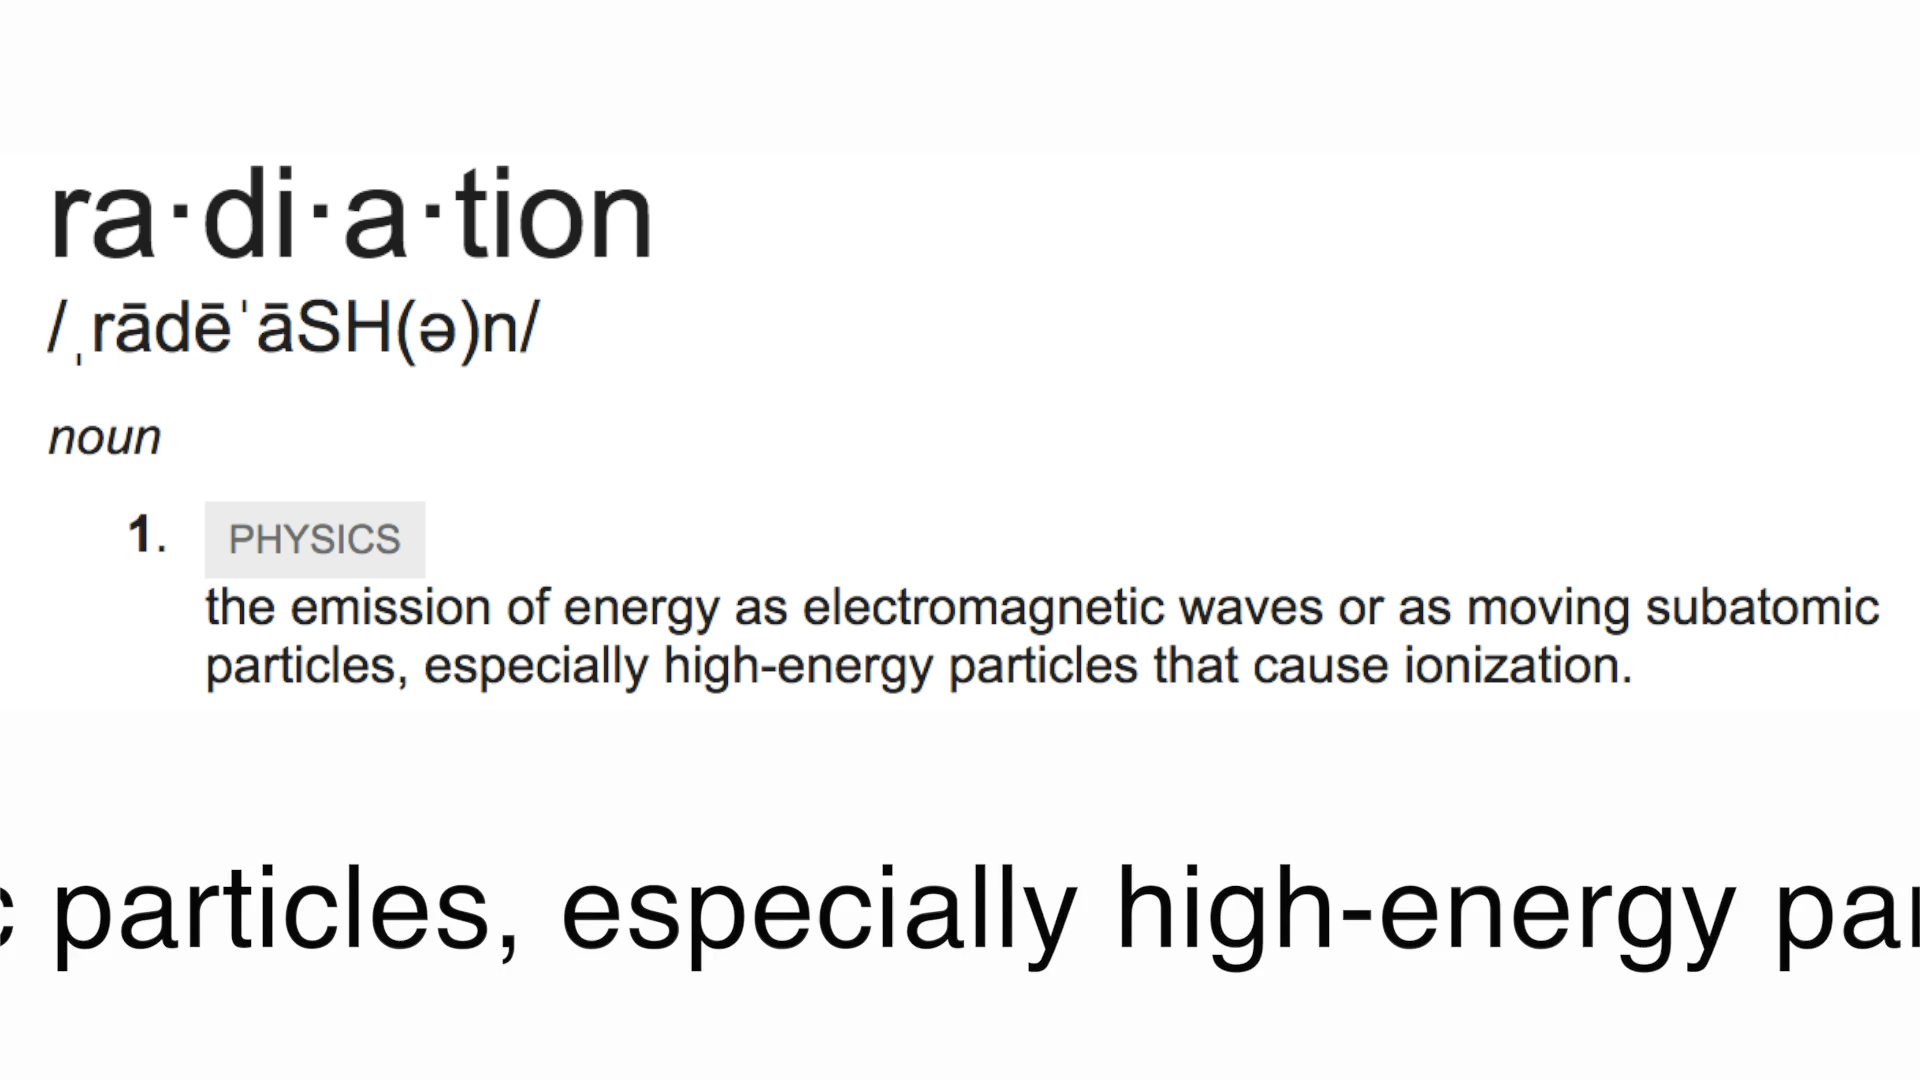 ra·di·a·tion
/ˌrādēˈāSH(ə)n/
noun
1. PHYSICS
the emission of energy as electromagnetic waves or as moving subatomic
particles, especially high-energy particles that cause ionization.
particles, especially high-energy